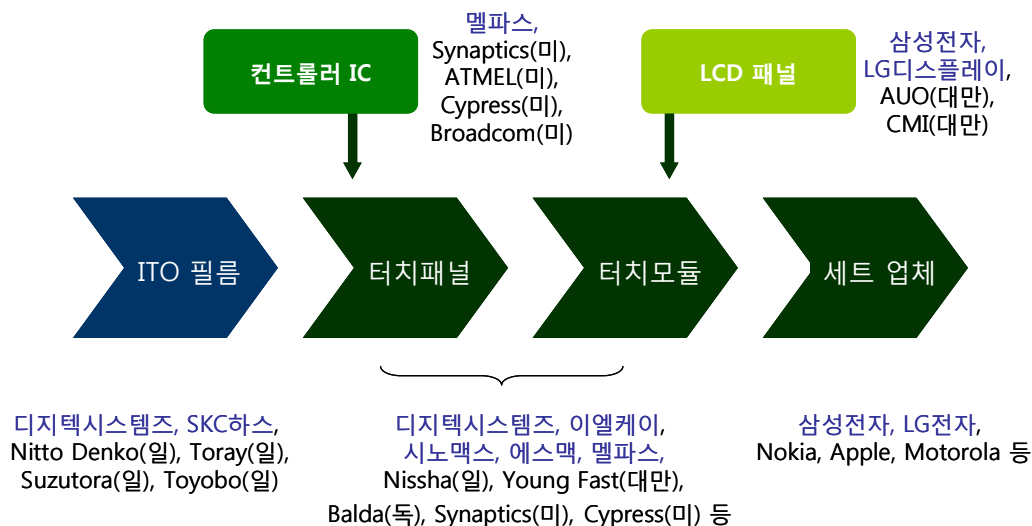 컨트롤러 IC
멜파스,
Synaptics(미),
ATMEL(미),
Cypress(미),
Broadcom(미)
LCD 패널
삼성전자,
LG디스플레이,
AUO(대만),
CMI(대만)
ITO 필름
터치패널
터치모듈
세트 업체
디지텍시스템즈, SKC하스,
Nitto Denko(일), Toray(일),
Suzutora(일), Toyobo(일)
디지텍시스템즈, 이엘케이,
시노맥스, 에스맥, 멜파스,
Nissha(일), Young Fast(대만),
Balda(독), Synaptics(미), Cypress(미) 등
삼성전자, LG전자,
Nokia, Apple, Motorola 등